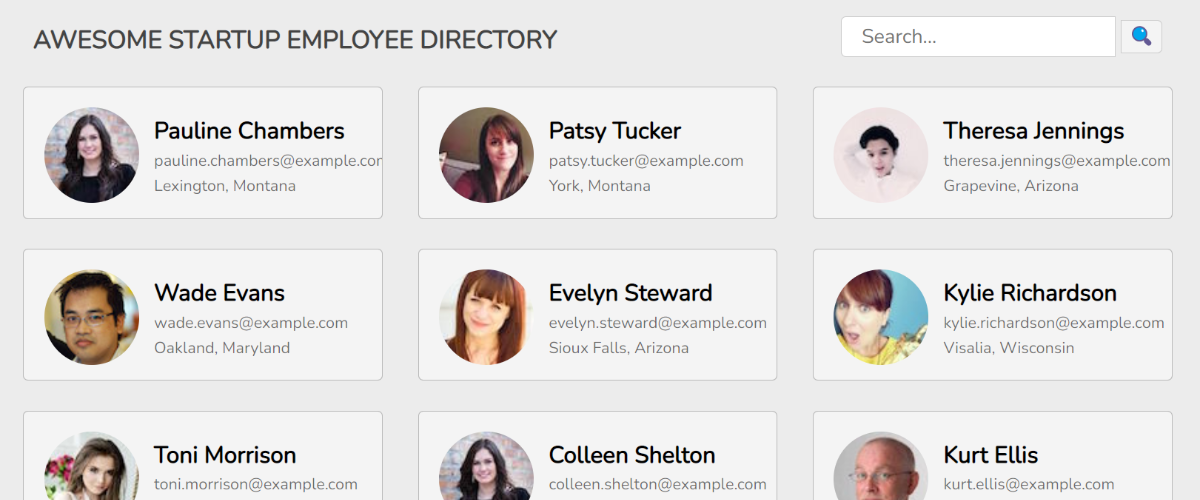 AWESOME STARTUP EMPLOYEE DIRECTORY
Search...
Pauline Chambers
pauline.chambers@example.cor
Lexington, Montana
Patsy Tucker
patsy.tucker@example.com
York, Montana
Theresa Jennings
theresa.jennings@example.com
Grapevine, Arizona
Wade Evans
wade.evans@example.com
Oakland, Maryland
Evelyn Steward
evelyn.steward@example.com
Sioux Falls, Arizona
Kylie Richardson
kylie.richardson@example.com
Visalia, Wisconsin
Toni Morrison
toni.morrison@example.com
Colleen Shelton
colleen.shelton@example.com
Kurt Ellis
kurt.ellis@example.com